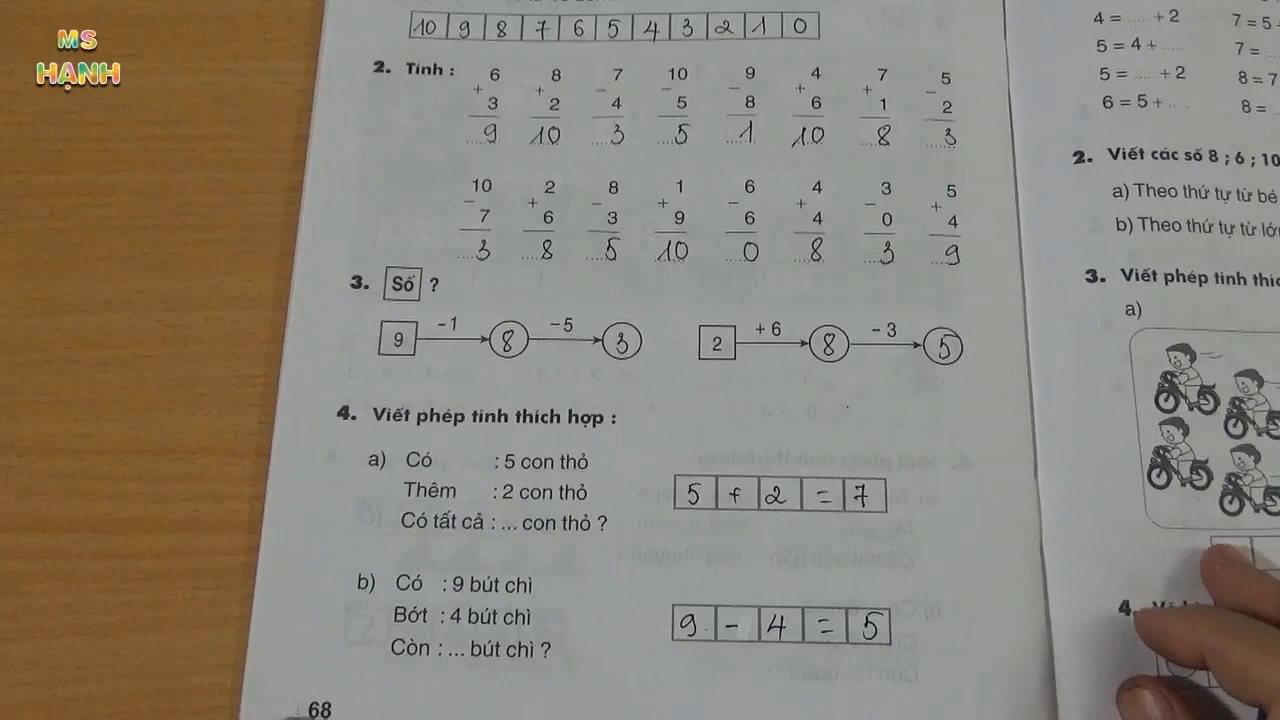 MS
HẠNH
10 9 8 7 6 5 4 3 2 1 0
2. Tính :
6 8 7 10 9 4 7 5
+ + - - - + + -
3 2 4 5 8 6 1 2
....9 ..10 ...3 ...5 ...1 10 ...8 ...3
10 2 8 1 6 4 3 5
- + - + - + - +
7 6 3 9 6 4 0 4
....3 ...8 ...5 10 ...0 ...8 ...3 ...9
3. Số ?
-1 -5
9 8 3
+6 -3
2 8 5
4. Viết phép tính thích hợp :
a) Có : 5 con thỏ
Thêm : 2 con thỏ
Có tất cả : ... con thỏ ?
5 + 2 = 7
b) Có : 9 bút chì
Bớt : 4 bút chì
Còn : ... bút chì ?
9 - 4 = 5
68
4 = ..... + 2 7 = 5
5 = 4 + ..... 7 = ..
5 = ..... + 2 8 = 7
6 = 5 + ..... 8 =
2. Viết các số 8 ; 6 ; 10
a) Theo thứ tự từ bé
b) Theo thứ tự từ
3. Viết phép tính
a)
4.